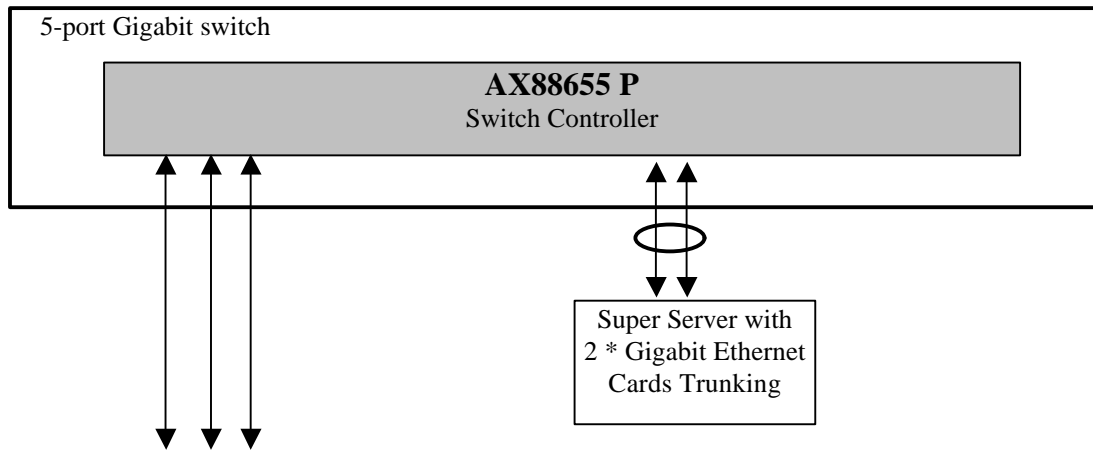 5-port Gigabit switch
AX88655 P
Switch Controller
Super Server with
2 * Gigabit Ethernet
Cards Trunking